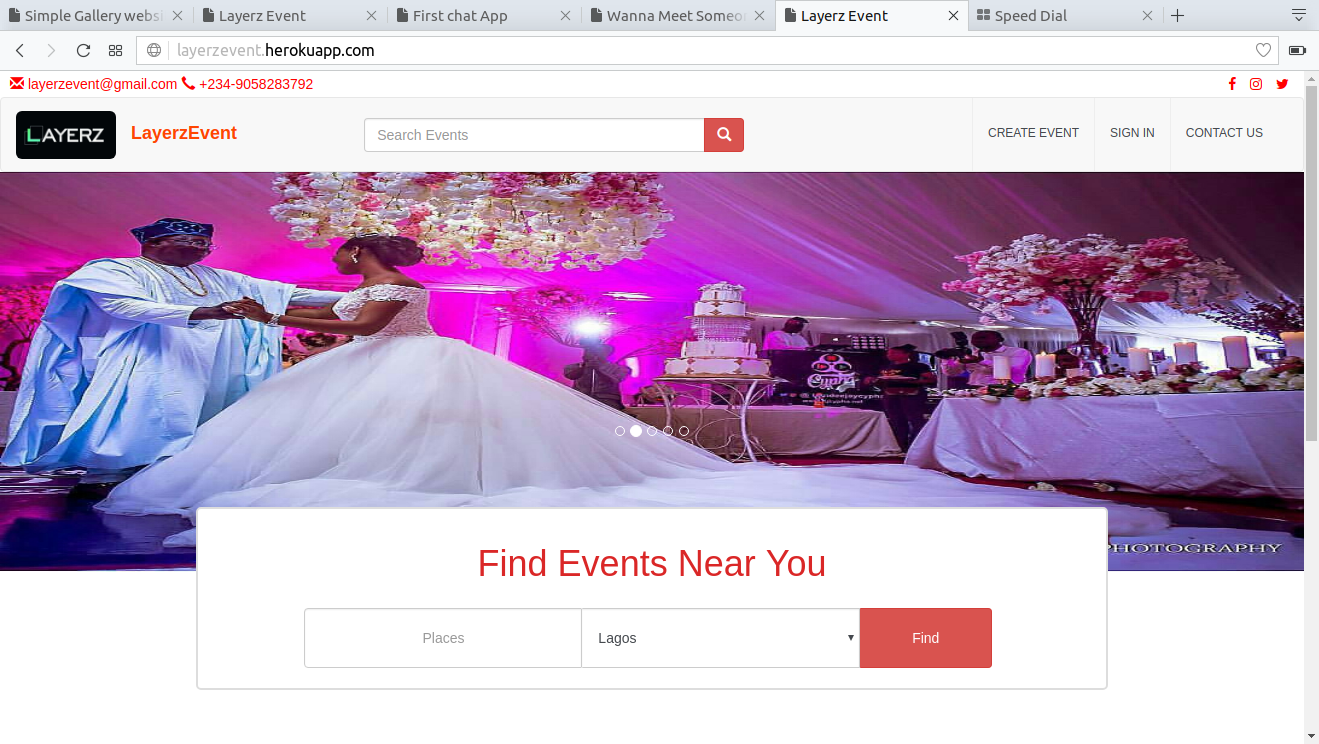 Simple Gallery websi
Layerz Event
First chat App
Wanna Meet Someo
Layerz Event
Speed Dial
layerzevent.herokuapp.com
layerzevent@gmail.com +234-9058283792
LAYERZ
LayerzEvent
Search Events
CREATE EVENT
SIGN IN
CONTACT US
Cypha
PHOTOGRAPHY
Find Events Near You
Places
Lagos
Find